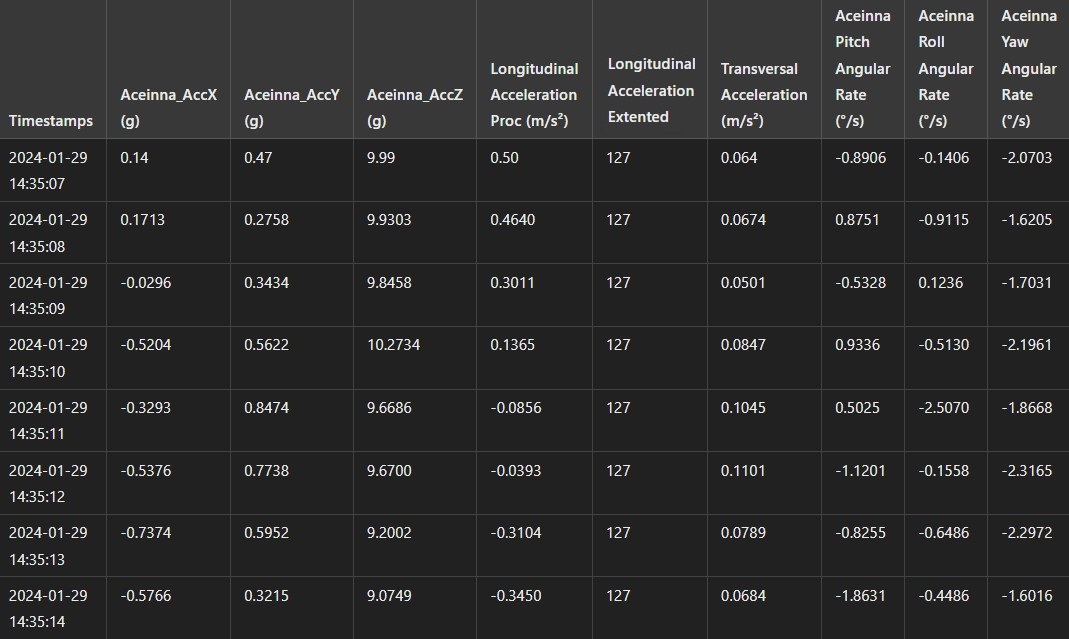 Timestamps Aceinna_AccX (g) Aceinna_AccY (g) Aceinna_AccZ (g) Longitudinal Acceleration Proc (m/s²) Longitudinal Acceleration Extented Transversal Acceleration (m/s²) Aceinna Pitch Angular Rate (°/s) Aceinna Roll Angular Rate (°/s) Aceinna Yaw Angular Rate (°/s)
2024-01-29 14:35:07 0.14 0.47 9.99 0.50 127 0.064 -0.8906 -0.1406 -2.0703
2024-01-29 14:35:08 0.1713 0.2758 9.9303 0.4640 127 0.0674 0.8751 -0.9115 -1.6205
2024-01-29 14:35:09 -0.0296 0.3434 9.8458 0.3011 127 0.0501 -0.5328 0.1236 -1.7031
2024-01-29 14:35:10 -0.5204 0.5622 10.2734 0.1365 127 0.0847 0.9336 -0.5130 -2.1961
2024-01-29 14:35:11 -0.3293 0.8474 9.6686 -0.0856 127 0.1045 0.5025 -2.5070 -1.8668
2024-01-29 14:35:12 -0.5376 0.7738 9.6700 -0.0393 127 0.1101 -1.1201 -0.1558 -2.3165
2024-01-29 14:35:13 -0.7374 0.5952 9.2002 -0.3104 127 0.0789 -0.8255 -0.6486 -2.2972
2024-01-29 14:35:14 -0.5766 0.3215 9.0749 -0.3450 127 0.0684 -1.8631 -0.4486 -1.6016